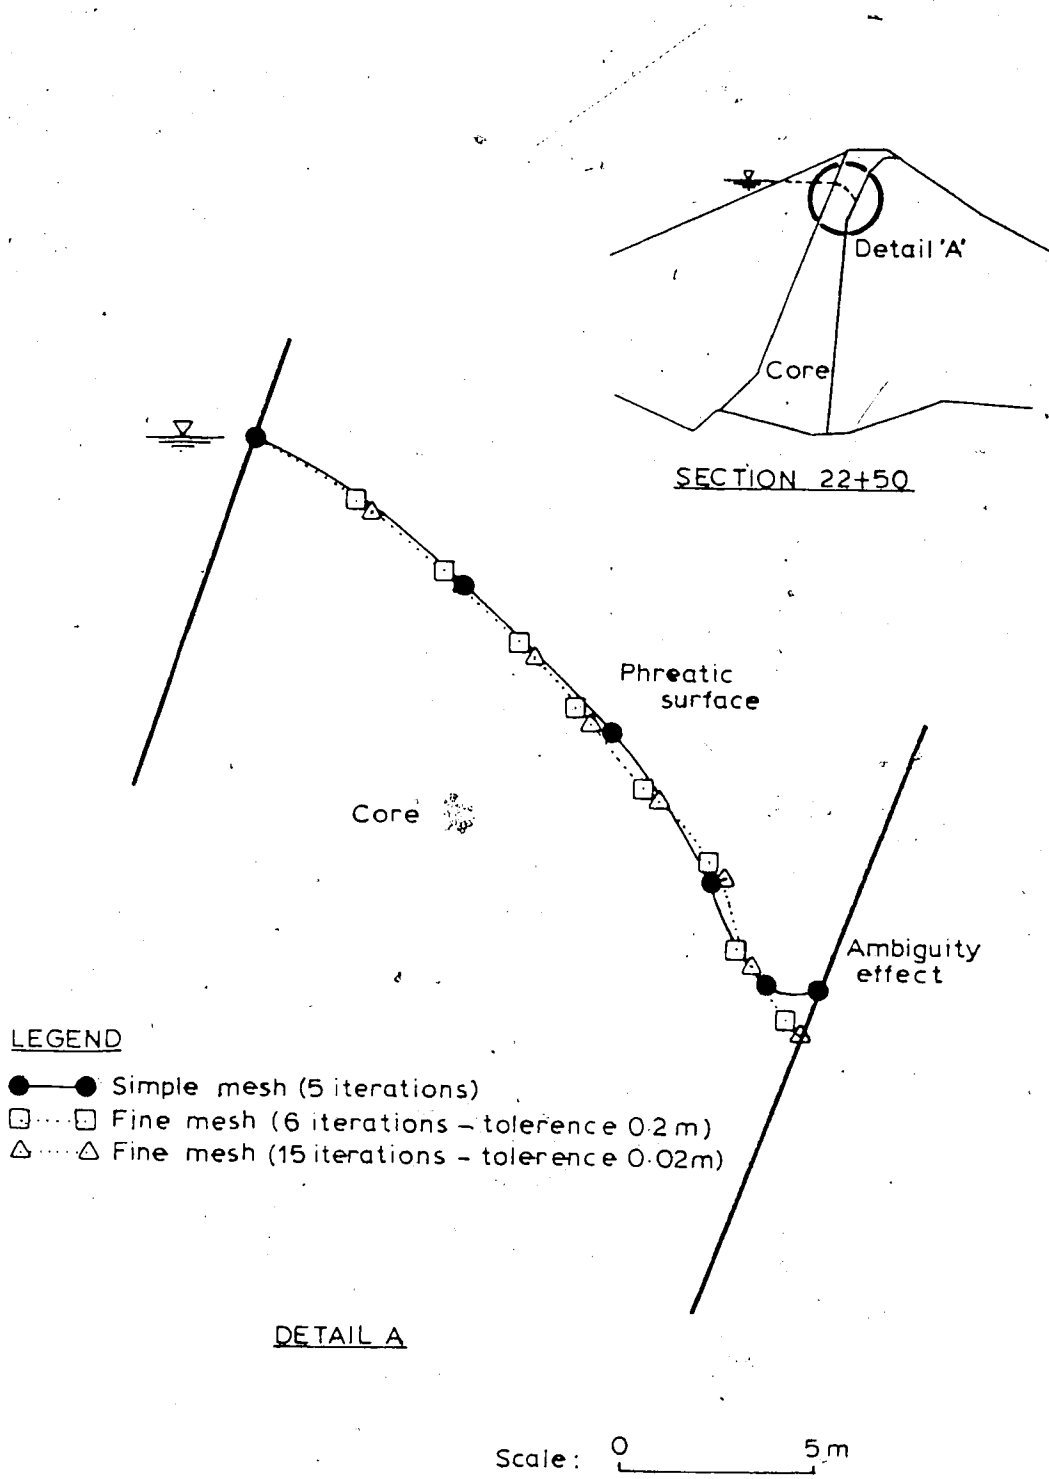 Detail 'A'
Core
SECTION 22+50
Phreatic
surface
Core
Ambiguity
effect
LEGEND
Simple mesh (5 iterations)
Fine mesh (6 iterations - tolerence 0.2 m)
Fine mesh (15 iterations - tolerence 0.02m)
DETAIL A
Scale: 0 5 m